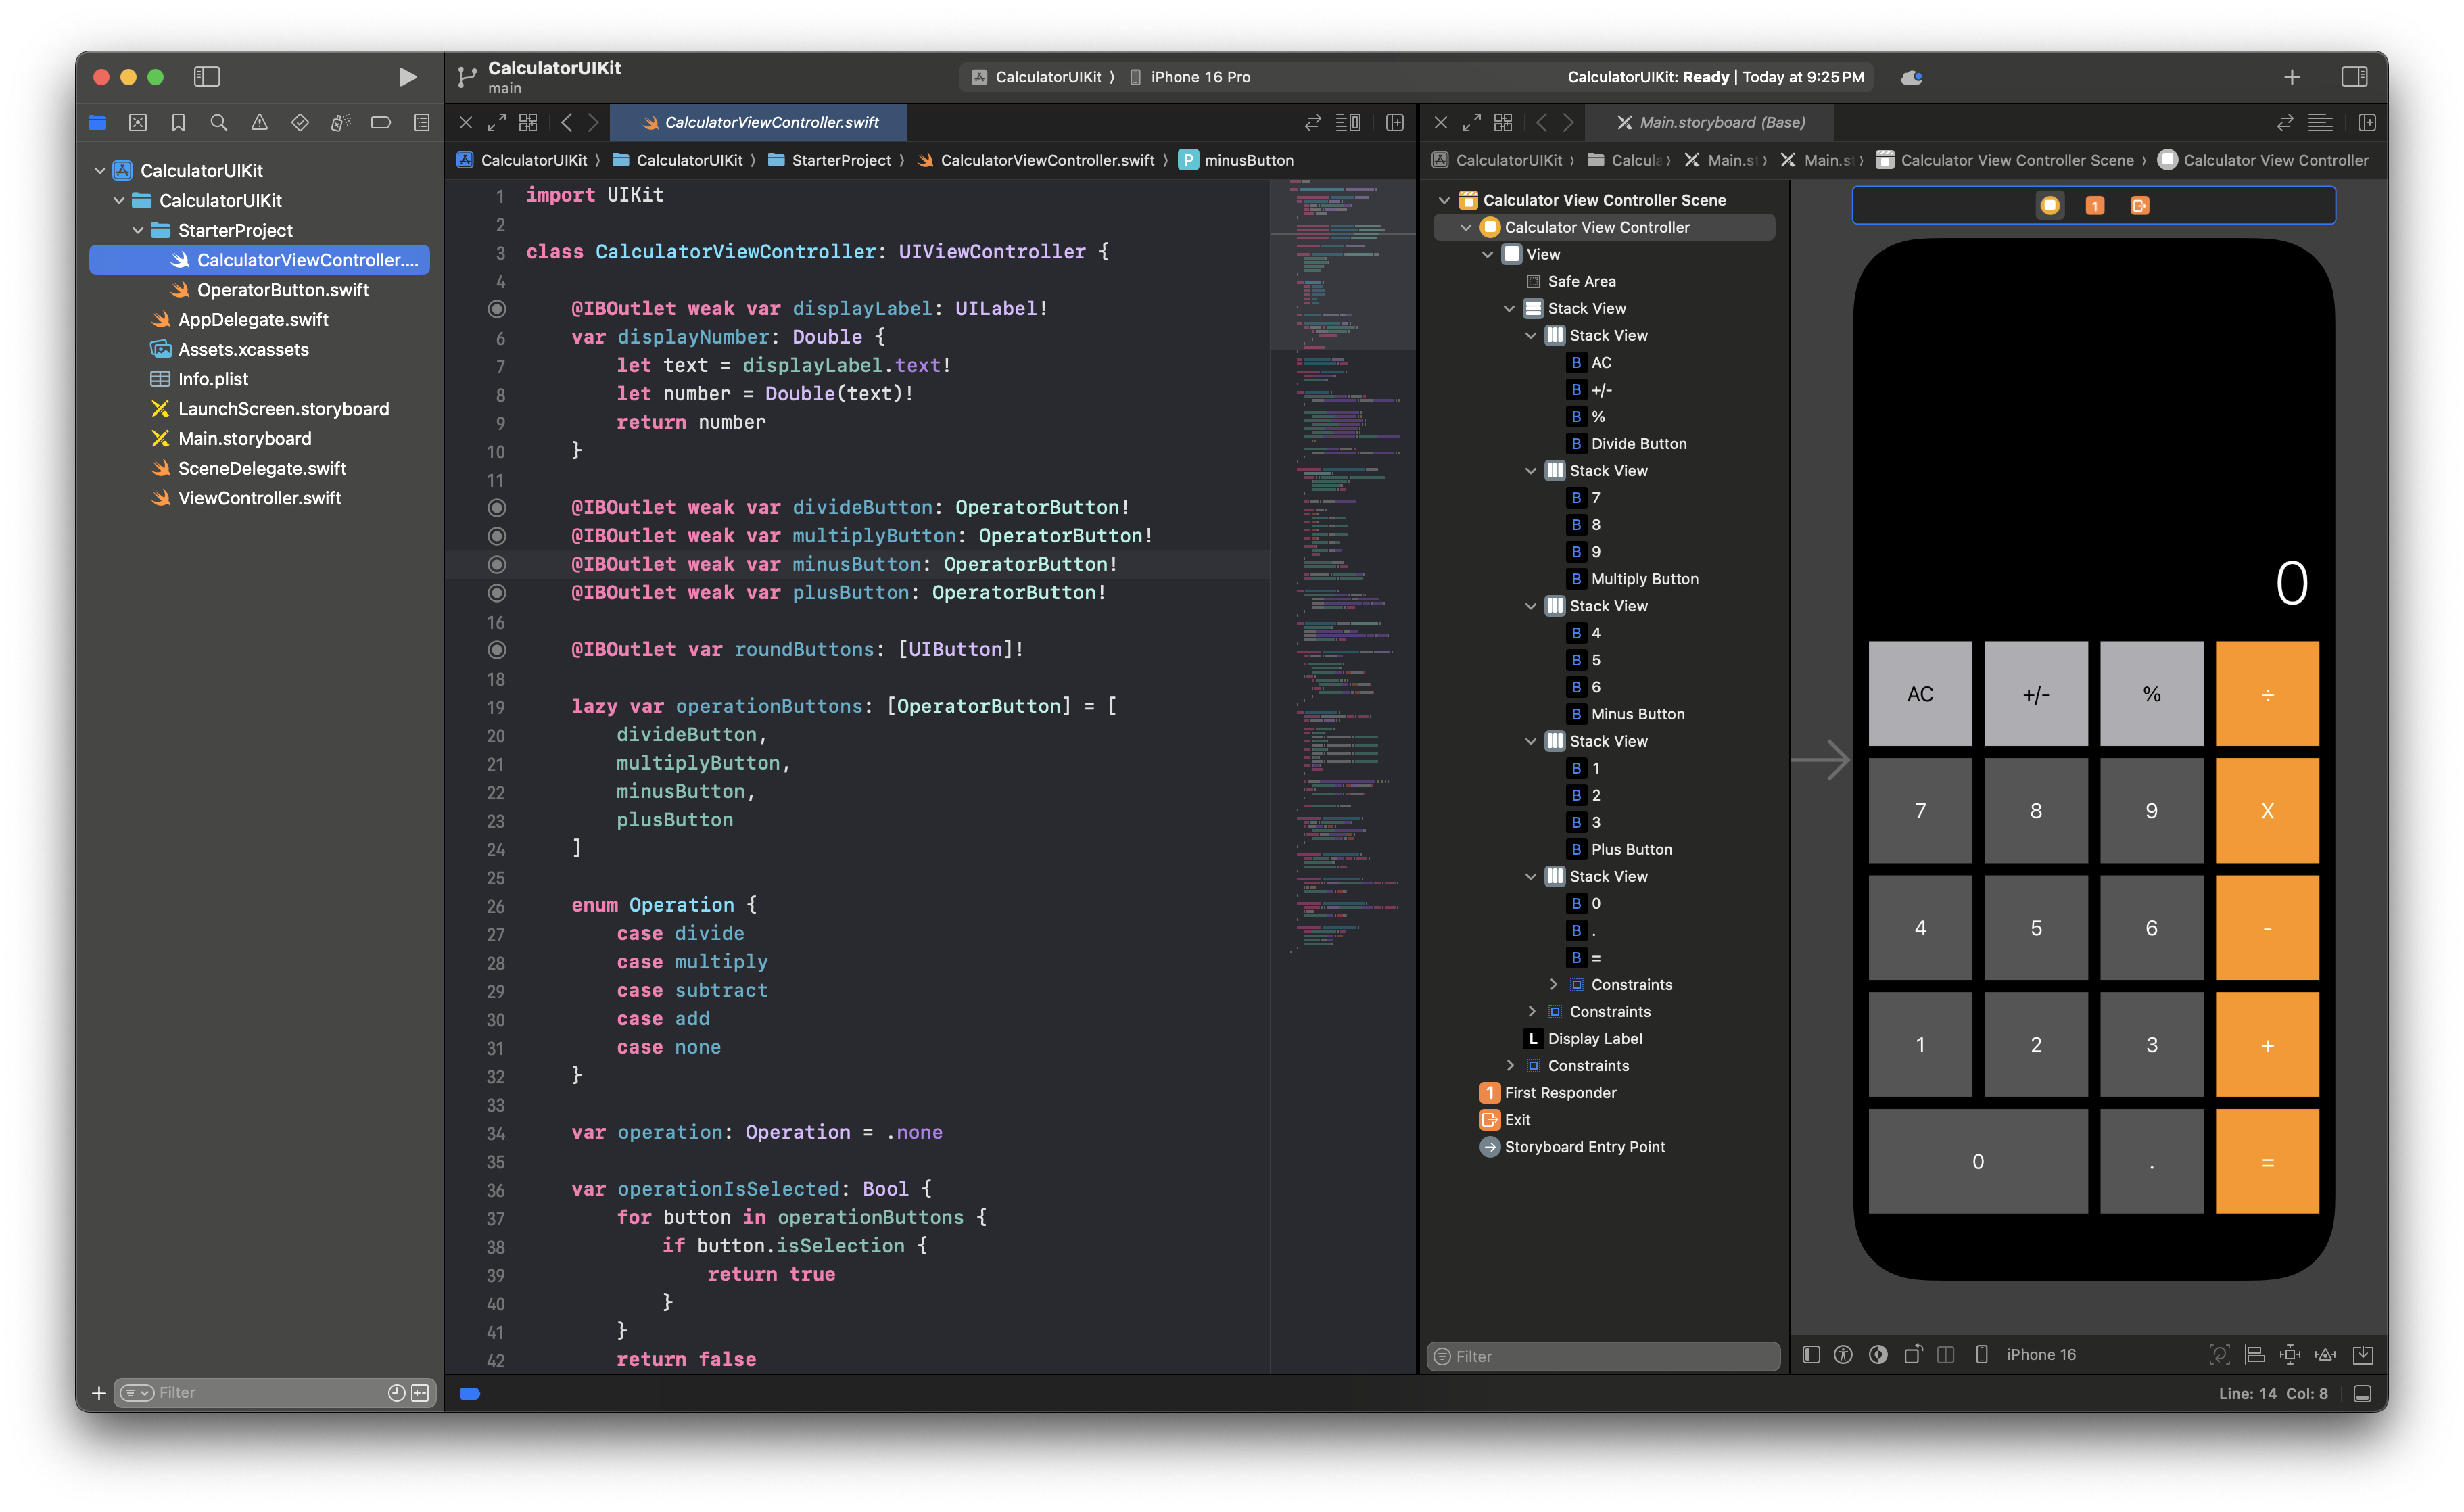 CalculatorUIKit
main
CalculatorUIKit 〉 iPhone 16 Pro
CalculatorUIKit: Ready | Today at 9:25 PM
CalculatorUIKit
CalculatorUIKit
StarterProject
CalculatorViewController....
OperatorButton.swift
AppDelegate.swift
Assets.xcassets
Info.plist
LaunchScreen.storyboard
Main.storyboard
SceneDelegate.swift
ViewController.swift
Filter
CalculatorViewController.swift
CalculatorUIKit 〉 CalculatorUIKit 〉 StarterProject 〉 CalculatorViewController.swift 〉 P minusButton
1 import UIKit
2
3 class CalculatorViewController: UIViewController {
4
@IBOutlet weak var displayLabel: UILabel!
6 var displayNumber: Double {
7 let text = displayLabel.text!
8 let number = Double(text)!
9 return number
10 }
11
@IBOutlet weak var divideButton: OperatorButton!
@IBOutlet weak var multiplyButton: OperatorButton!
@IBOutlet weak var minusButton: OperatorButton!
@IBOutlet weak var plusButton: OperatorButton!
16
@IBOutlet var roundButtons: [UIButton]!
18
19 lazy var operationButtons: [OperatorButton] = [
20 divideButton,
21 multiplyButton,
22 minusButton,
23 plusButton
24 ]
25
26 enum Operation {
27 case divide
28 case multiply
29 case subtract
30 case add
31 case none
32 }
33
34 var operation: Operation = .none
35
36 var operationIsSelected: Bool {
37 for button in operationButtons {
38 if button.isSelection {
39 return true
40 }
41 }
42 return false
Main.storyboard (Base)
CalculatorUIKit 〉 Calcula 〉 Main.st 〉 Main.st 〉 Calculator View Controller Scene 〉 Calculator View Controller
Calculator View Controller Scene
Calculator View Controller
View
Safe Area
Stack View
Stack View
B AC
B +/-
B %
B Divide Button
Stack View
B 7
B 8
B 9
B Multiply Button
Stack View
B 4
B 5
B 6
B Minus Button
Stack View
B 1
B 2
B 3
B Plus Button
Stack View
B 0
B .
B =
Constraints
Constraints
L Display Label
Constraints
1 First Responder
Exit
Storyboard Entry Point
Filter
1
0
AC +/- % ÷
7 8 9 X
4 5 6 -
1 2 3 +
0 . =
iPhone 16
Line: 14 Col: 8